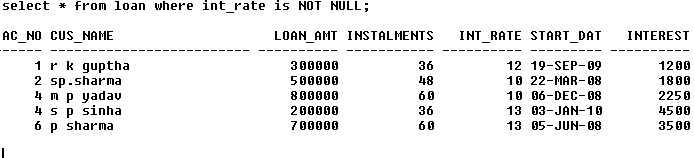 select * from loan where int_rate is NOT NULL;
AC_NO CUS_NAME LOAN_AMT INSTALMENTS INT_RATE START_DAT INTEREST
1 r k guptha 300000 36 12 19-SEP-09 1200
2 sp.sharma 500000 48 10 22-MAR-08 1800
4 m p yadav 800000 60 10 06-DEC-08 2250
4 s p sinha 200000 36 13 03-JAN-10 4500
6 p sharma 700000 60 13 05-JUN-08 3500